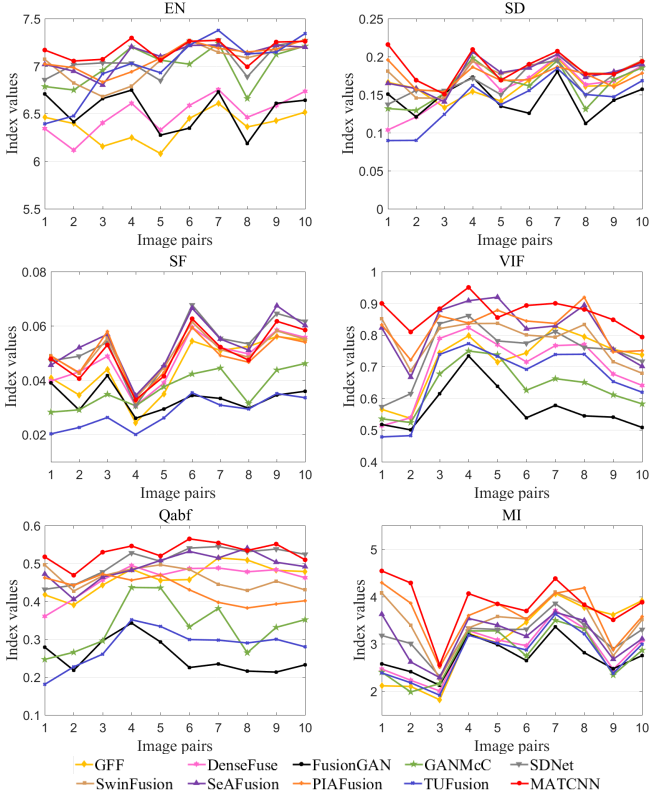 EN
SD
Index values
7.5
7
6.5
6
5.5
1 2 3 4 5 6 7 8 9 10
Image pairs
Index values
0.25
0.2
0.15
0.1
0.05
0
1 2 3 4 5 6 7 8 9 10
Image pairs
SF
VIF
Index values
0.08
0.06
0.04
0.02
1 2 3 4 5 6 7 8 9 10
Image pairs
Index values
1
0.9
0.8
0.7
0.6
0.5
0.4
1 2 3 4 5 6 7 8 9 10
Image pairs
Qabf
MI
Index values
0.6
0.5
0.4
0.3
0.2
0.1
1 2 3 4 5 6 7 8 9 10
Image pairs
Index values
5
4
3
2
1 2 3 4 5 6 7 8 9 10
Image pairs
GFF DenseFuse FusionGAN GANMcC SDNet
SwinFusion SeAFusion PIAFusion TUFusion MATCNN